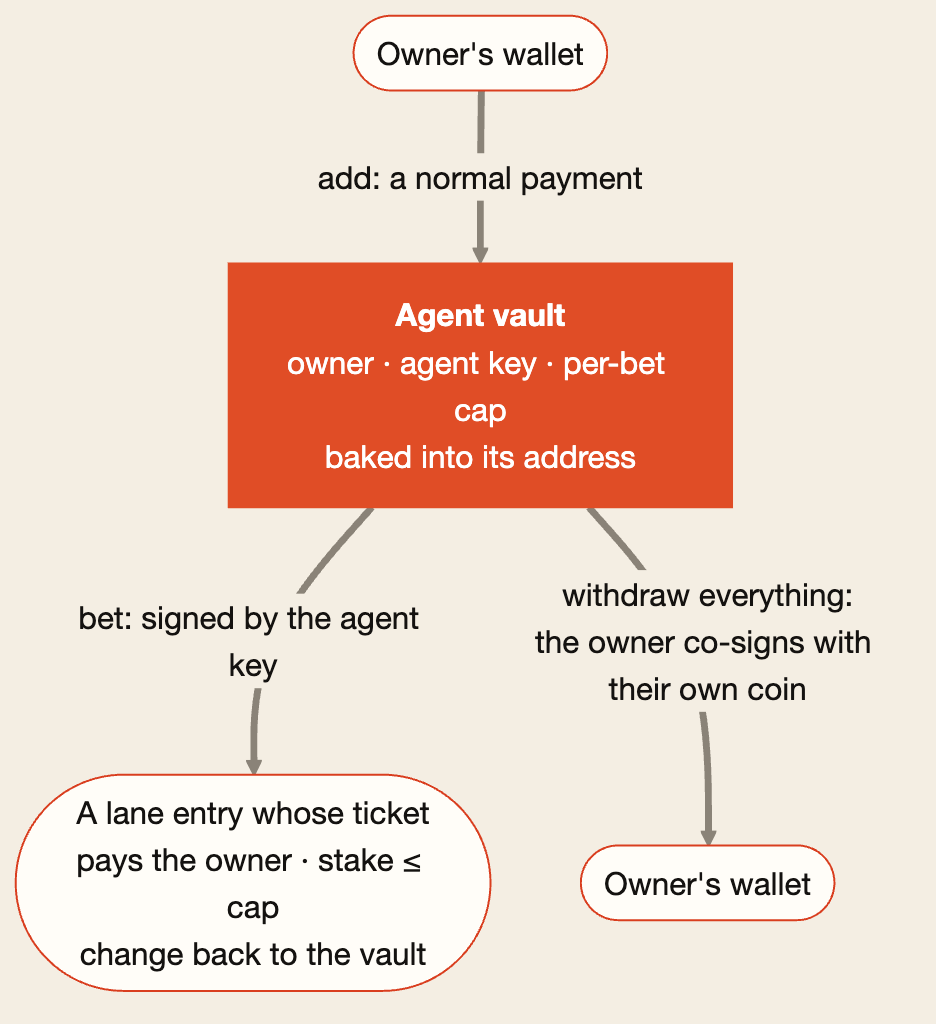 Owner's wallet
add: a normal payment
Agent vault
owner · agent key · per-bet
cap
baked into its address
bet: signed by the agent
key
withdraw everything:
the owner co-signs with
their own coin
A lane entry whose ticket
pays the owner · stake ≤
cap
change back to the vault
Owner's wallet